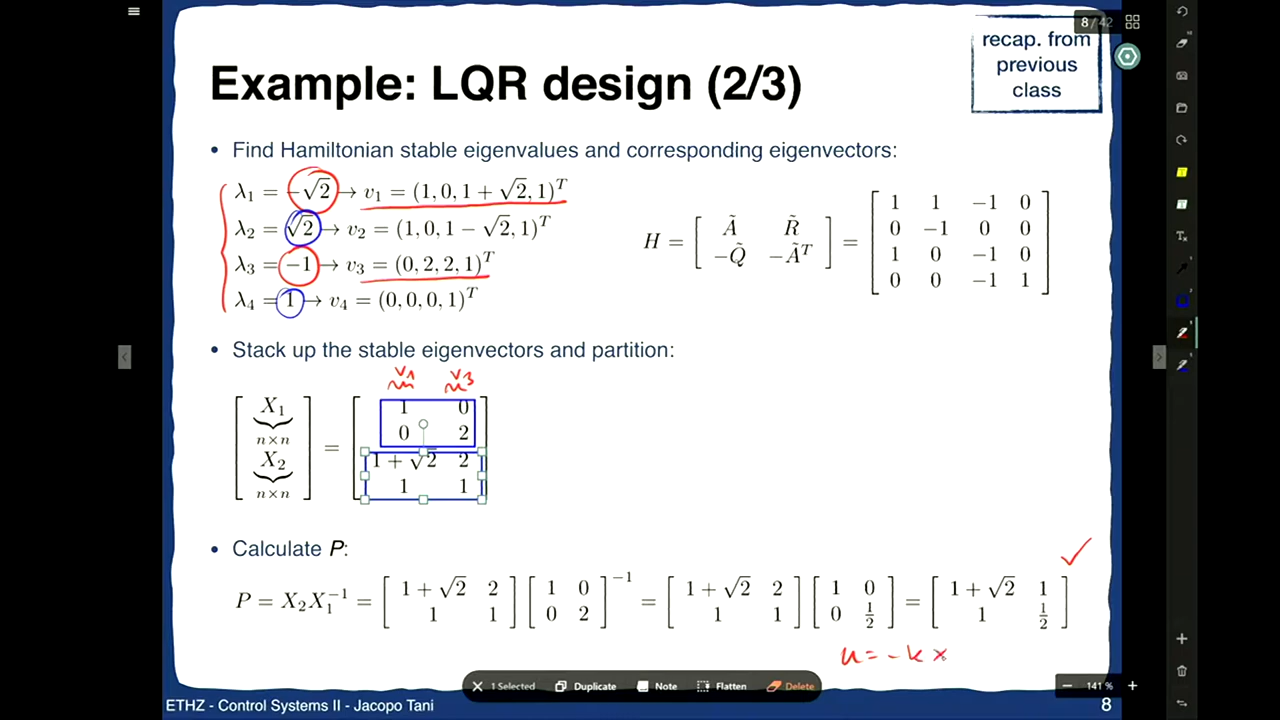 8 / 42
recap. from
previous
class
Example: LQR design (2/3)
• Find Hamiltonian stable eigenvalues and corresponding eigenvectors:
λ₁ = −√2 → v₁ = (1, 0, 1 + √2, 1)ᵀ
λ₂ = √2 → v₂ = (1, 0, 1 − √2, 1)ᵀ
λ₃ = −1 → v₃ = (0, 2, 2, 1)ᵀ
λ₄ = 1 → v₄ = (0, 0, 0, 1)ᵀ
H = [ Ã R̃ ; −Q̃ −Ãᵀ ] = [ 1 1 −1 0 ; 0 −1 0 0 ; 1 0 −1 0 ; 0 0 −1 1 ]
• Stack up the stable eigenvectors and partition:
v1 v3
[ X₁ n×n ; X₂ n×n ] = [ 1 0 ; 0 2 ; 1 + √2 2 ; 1 1 ]
• Calculate P:
P = X₂X₁⁻¹ = [ 1 + √2 2 ; 1 1 ] [ 1 0 ; 0 2 ]⁻¹ = [ 1 + √2 2 ; 1 1 ] [ 1 0 ; 0 ½ ] = [ 1 + √2 1 ; 1 ½ ]
u = - k x
1 Selected Duplicate Note Flatten Delete
141 %
ETHZ - Control Systems II - Jacopo Tani
8